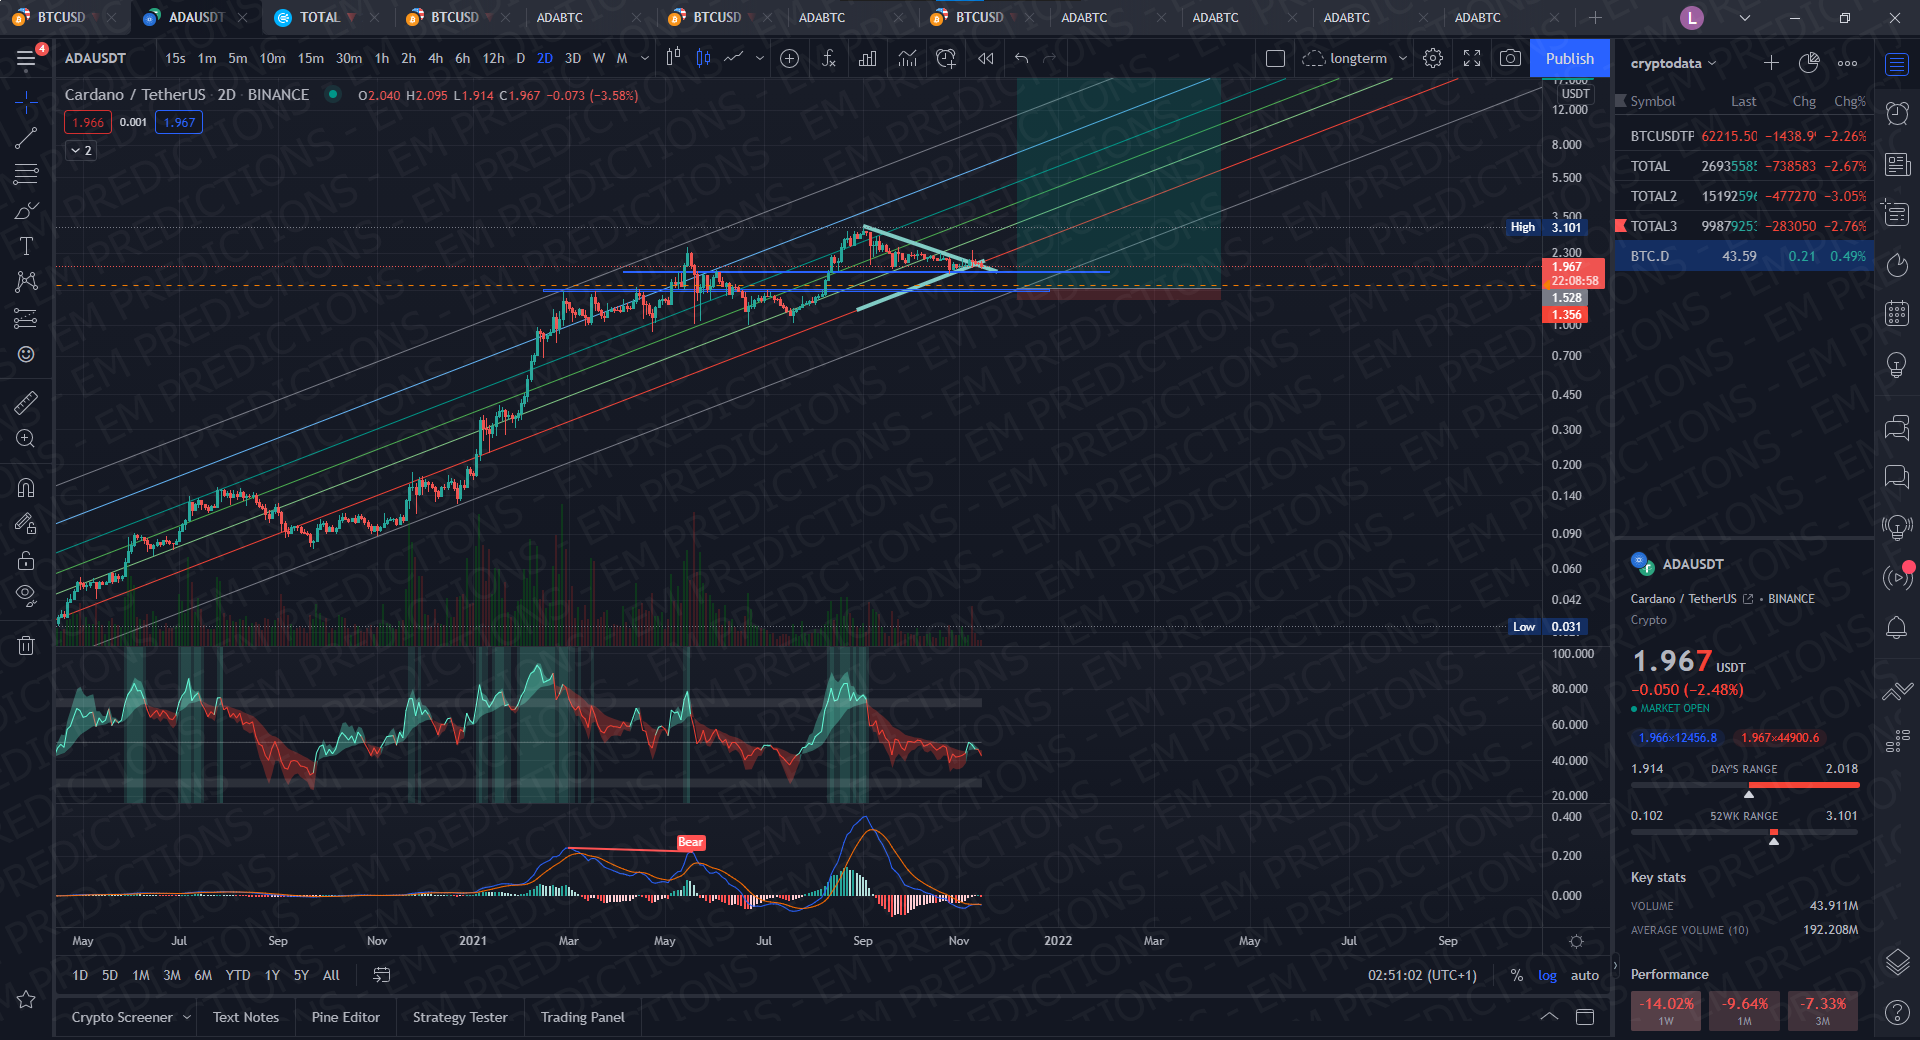 BTCUSD
ADAUSDT
TOTAL
BTCUSD
ADABTC
BTCUSD
ADABTC
BTCUSD
ADABTC
ADABTC
ADABTC
ADABTC
L
4
ADAUSDT
15s 1m 5m 10m 15m 30m 1h 2h 4h 6h 12h D 2D 3D W M
longterm
Publish
Cardano / TetherUS · 2D · BINANCE O2.040 H2.095 L1.914 C1.967 −0.073 (−3.58%)
1.966 0.001 1.967
2
USDT
12.000
8.000
5.500
3.500
High 3.101
2.300
1.967
22:08:58
1.528
1.356
1.000
0.700
0.450
0.300
0.200
0.140
0.090
0.060
0.042
Low 0.031
100.000
80.000
60.000
40.000
20.000
0.400
Bear
0.200
0.000
May Jul Sep Nov 2021 Mar May Jul Sep Nov 2022 Mar May Jul Sep
1D 5D 1M 3M 6M YTD 1Y 5Y All
02:51:02 (UTC+1) % log auto
Crypto Screener Text Notes Pine Editor Strategy Tester Trading Panel
cryptodata
Symbol Last Chg Chg%
BTCUSDTF 62215.50 −1438.9 −2.26%
TOTAL 26935585 −738583 −2.67%
TOTAL2 15192596 −477270 −3.05%
TOTAL3 99879253 −283050 −2.76%
BTC.D 43.59 0.21 0.49%
ADAUSDT
Cardano / TetherUS • BINANCE
Crypto
1.967 USDT
−0.050 (−2.48%)
MARKET OPEN
1.966×12456.8 1.967×44900.6
1.914 DAY'S RANGE 2.018
0.102 52WK RANGE 3.101
Key stats
VOLUME 43.911M
AVERAGE VOLUME (10) 192.208M
Performance
-14.02% -9.64% -7.33%
1W 1M 3M
EM PREDICTIONS - EM PREDICTIONS - EM PREDICTIONS